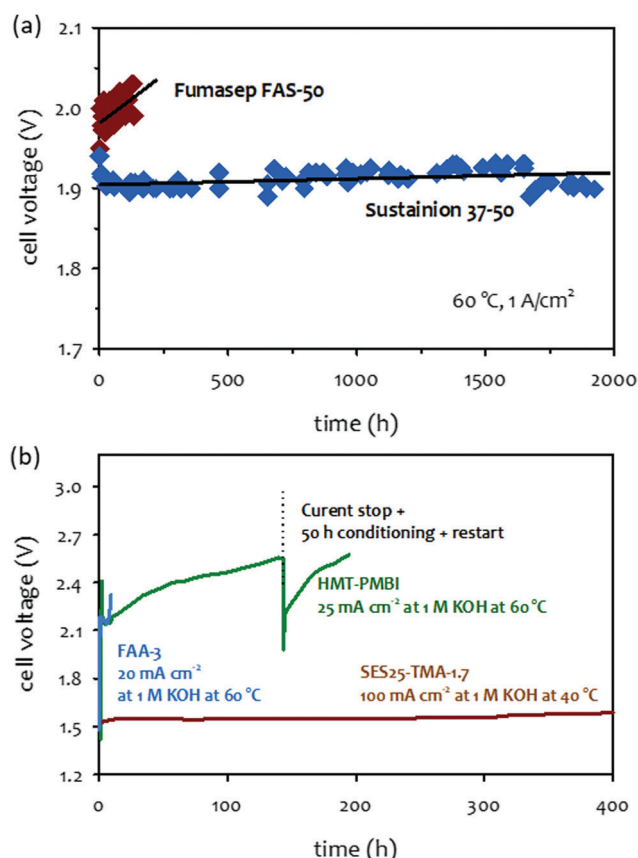 (a)
2.1
2.0
1.9
1.8
1.7
cell voltage (V)
Fumasep FAS-50
Sustainion 37-50
60 °C, 1 A/cm²
0
500
1000
1500
2000
time (h)
(b)
3.0
2.7
2.4
2.1
1.8
1.5
1.2
cell voltage (V)
Curent stop +
50 h conditioning + restart
HMT-PMBI
25 mA cm⁻² at 1 M KOH at 60 °C
FAA-3
20 mA cm⁻²
at 1 M KOH at 60 °C
SES25-TMA-1.7
100 mA cm⁻² at 1 M KOH at 40 °C
0
100
200
300
400
time (h)